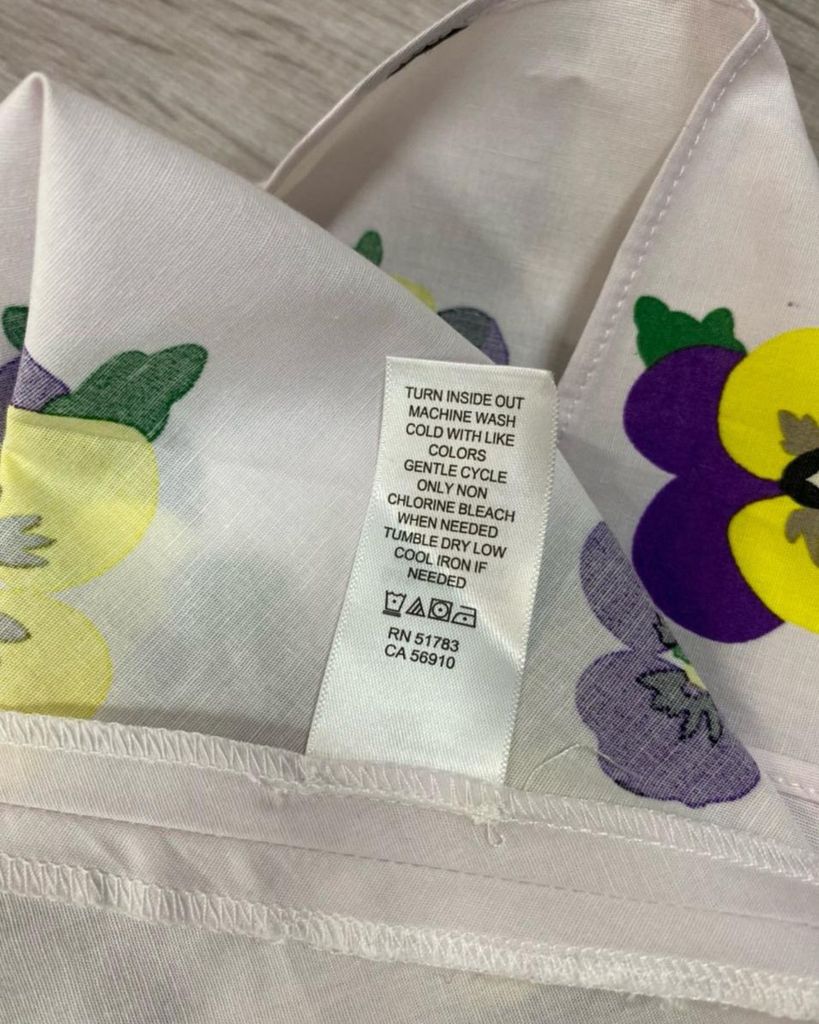 TURN INSIDE OUT
MACHINE WASH
COLD WITH LIKE
COLORS
GENTLE CYCLE
ONLY NON
CHLORINE BLEACH
WHEN NEEDED
TUMBLE DRY LOW
COOL IRON IF
NEEDED
RN 51783
CA 56910